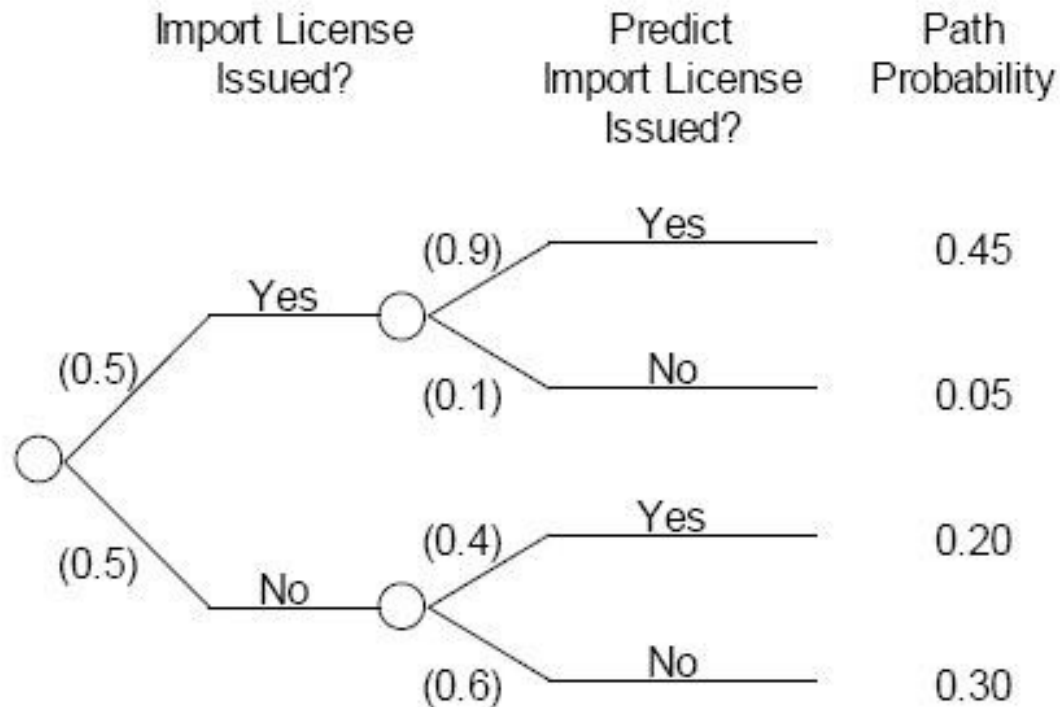 Import License
Issued?
Predict
Import License
Issued?
Path
Probability
(0.9)
Yes
0.45
Yes
(0.5)
(0.1)
No
0.05
(0.5)
No
(0.4)
Yes
0.20
(0.6)
No
0.30